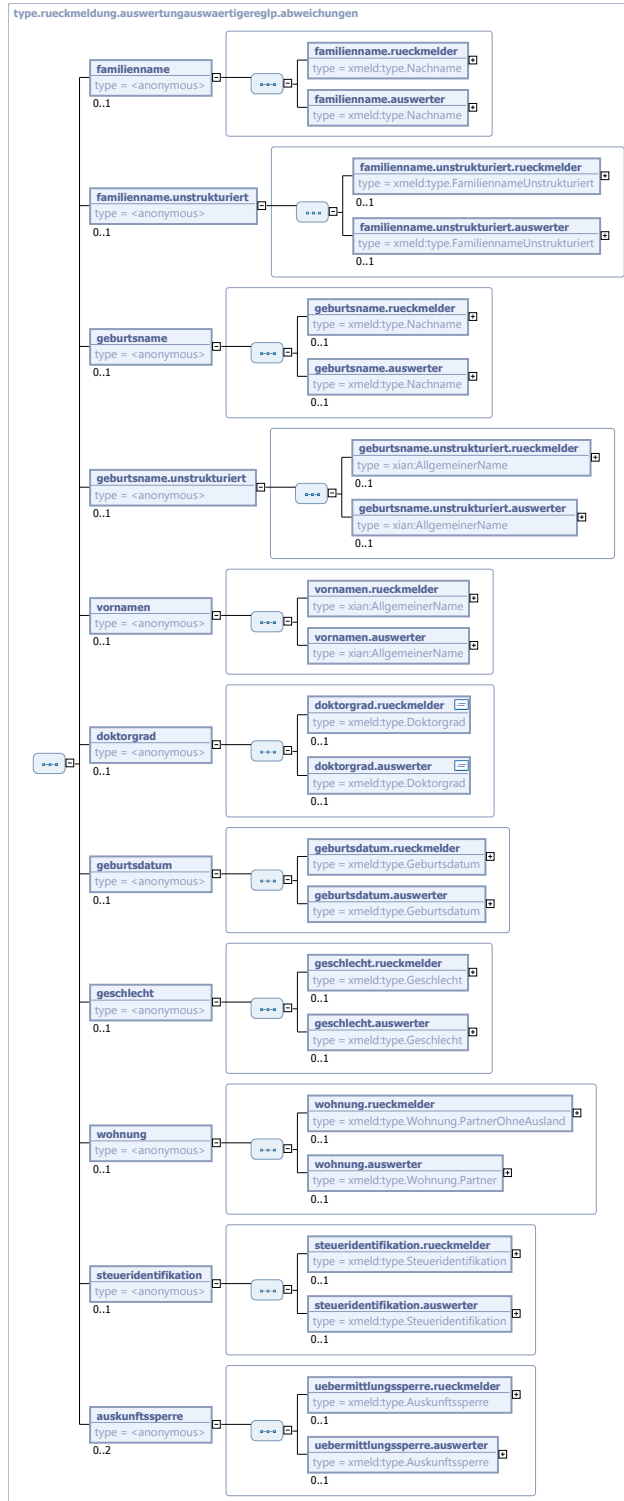 type.rueckmeldung.auswertungauswaertigereglp.abweichungen
familienname
type = <anonymous>
0..1
familienname.rueckmelder
type = xmeld:type.Nachname
familienname.auswerter
type = xmeld:type.Nachname
familienname.unstrukturiert
type = <anonymous>
0..1
familienname.unstrukturiert.rueckmelder
type = xmeld:type.FamiliennameUnstrukturiert
0..1
familienname.unstrukturiert.auswerter
type = xmeld:type.FamiliennameUnstrukturiert
0..1
geburtsname
type = <anonymous>
0..1
geburtsname.rueckmelder
type = xmeld:type.Nachname
0..1
geburtsname.auswerter
type = xmeld:type.Nachname
0..1
geburtsname.unstrukturiert
type = <anonymous>
0..1
geburtsname.unstrukturiert.rueckmelder
type = xian:AllgemeinerName
0..1
geburtsname.unstrukturiert.auswerter
type = xian:AllgemeinerName
0..1
vornamen
type = <anonymous>
0..1
vornamen.rueckmelder
type = xian:AllgemeinerName
vornamen.auswerter
type = xian:AllgemeinerName
doktorgrad
type = <anonymous>
0..1
doktorgrad.rueckmelder
type = xmeld:type.Doktorgrad
0..1
doktorgrad.auswerter
type = xmeld:type.Doktorgrad
0..1
geburtsdatum
type = <anonymous>
0..1
geburtsdatum.rueckmelder
type = xmeld:type.Geburtsdatum
geburtsdatum.auswerter
type = xmeld:type.Geburtsdatum
geschlecht
type = <anonymous>
0..1
geschlecht.rueckmelder
type = xmeld:type.Geschlecht
0..1
geschlecht.auswerter
type = xmeld:type.Geschlecht
0..1
wohnung
type = <anonymous>
0..1
wohnung.rueckmelder
type = xmeld:type.Wohnung.PartnerOhneAusland
0..1
wohnung.auswerter
type = xmeld:type.Wohnung.Partner
0..1
steueridentifikation
type = <anonymous>
0..1
steueridentifikation.rueckmelder
type = xmeld:type.Steueridentifikation
0..1
steueridentifikation.auswerter
type = xmeld:type.Steueridentifikation
0..1
auskunftssperre
type = <anonymous>
0..2
uebermittlungssperre.rueckmelder
type = xmeld:type.Auskunftssperre
0..1
uebermittlungssperre.auswerter
type = xmeld:type.Auskunftssperre
0..1